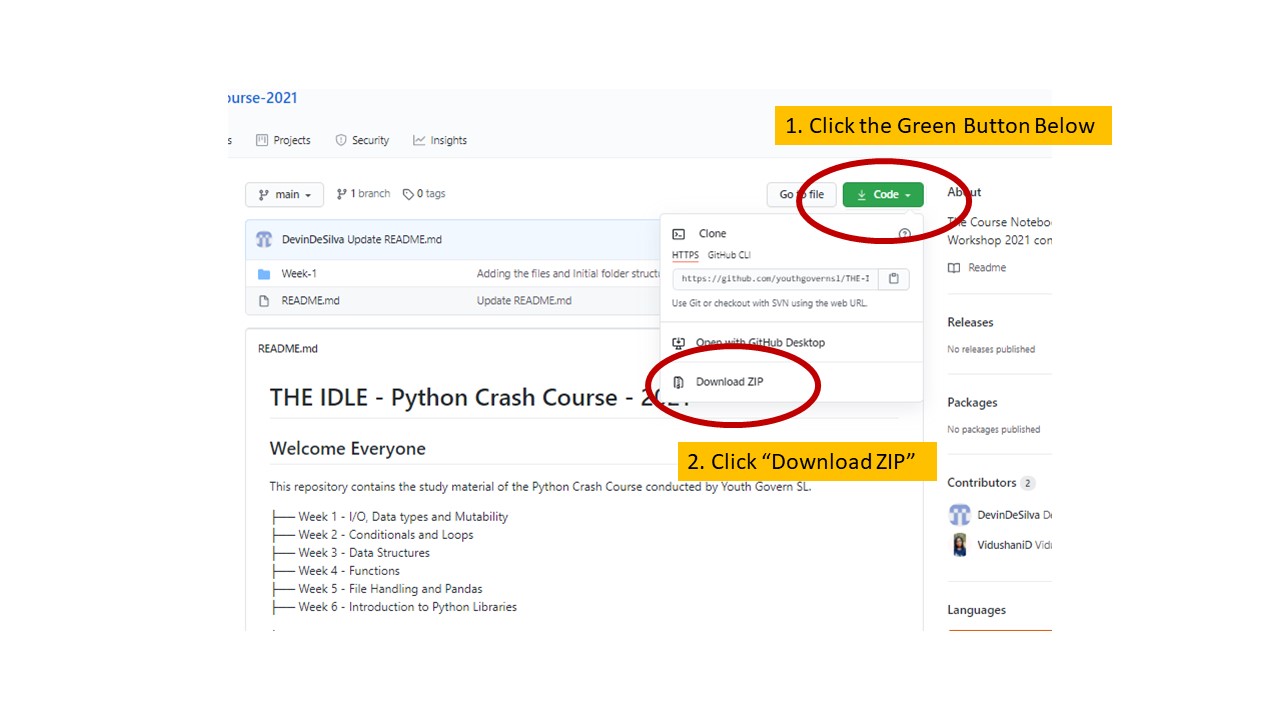 ourse-2021
1. Click the Green Button Below
s Projects Security Insights
main 1 branch 0 tags Go to file Code About
The Course Notebo
Workshop 2021 con
DevinDeSilva Update README.md
Clone
HTTPS GitHub CLI
Week-1 Adding the files and Initial folder structu
https://github.com/youthgovernsl/THE-I
Readme
README.md Update README.md
Use Git or checkout with SVN using the web URL.
Releases
Open with GitHub Desktop
README.md
No releases published
Download ZIP
THE IDLE - Python Crash Course - 2021
Packages
No packages published
Welcome Everyone
2. Click “Download ZIP”
This repository contains the study material of the Python Crash Course conducted by Youth Govern SL.
Contributors 2
├── Week 1 - I/O, Data types and Mutability
DevinDeSilva De
├── Week 2 - Conditionals and Loops
├── Week 3 - Data Structures
VidushaniD Vidu
├── Week 4 - Functions
├── Week 5 - File Handling and Pandas
├── Week 6 - Introduction to Python Libraries
Languages